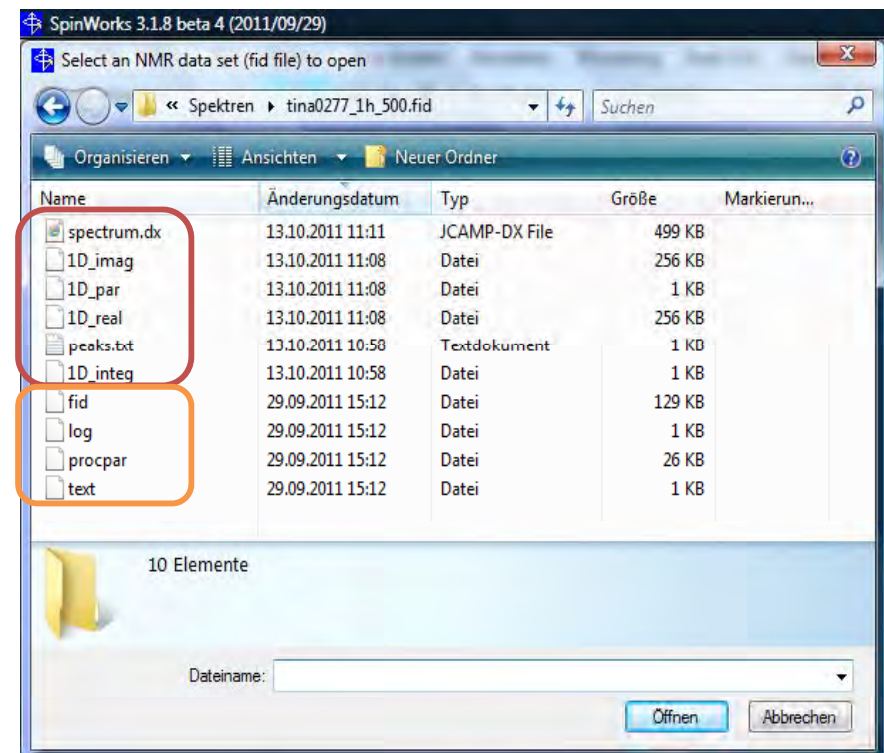 SpinWorks 3.1.8 beta 4 (2011/09/29)
Select an NMR data set (fid file) to open
« Spektren ▸ tina0277_1h_500.fid Suchen
Organisieren Ansichten Neuer Ordner
Name Änderungsdatum Typ Größe Markierun...
spectrum.dx 13.10.2011 11:11 JCAMP-DX File 499 KB
1D_imag 13.10.2011 11:08 Datei 256 KB
1D_par 13.10.2011 11:08 Datei 1 KB
1D_real 13.10.2011 11:08 Datei 256 KB
peaks.txt 13.10.2011 10:58 Textdokument 1 KB
1D_integ 13.10.2011 10:58 Datei 1 KB
fid 29.09.2011 15:12 Datei 129 KB
log 29.09.2011 15:12 Datei 1 KB
procpar 29.09.2011 15:12 Datei 26 KB
text 29.09.2011 15:12 Datei 1 KB
10 Elemente
Dateiname:
Öffnen Abbrechen